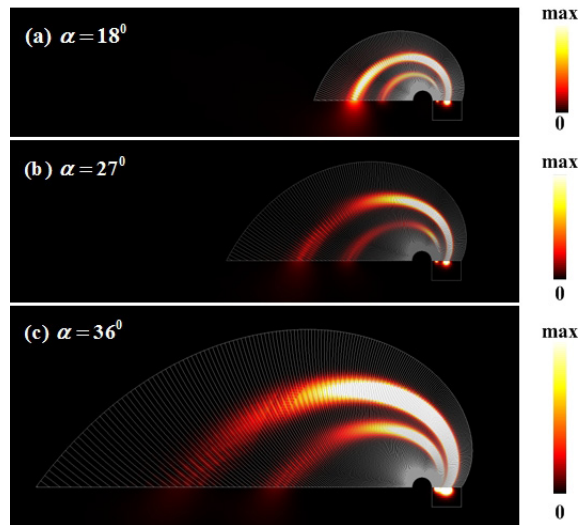 (a) α = 18⁰
max
0
(b) α = 27⁰
max
0
(c) α = 36⁰
max
0